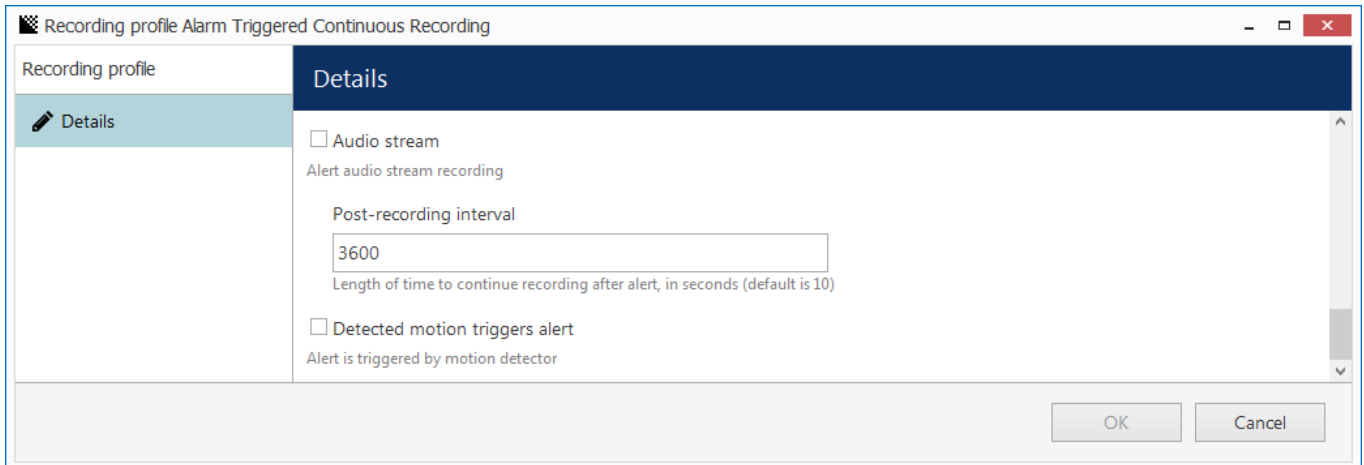 Recording profile Alarm Triggered Continuous Recording
Recording profile
Details
Details
Audio stream
Alert audio stream recording
Post-recording interval
3600
Length of time to continue recording after alert, in seconds (default is 10)
Detected motion triggers alert
Alert is triggered by motion detector
OK
Cancel